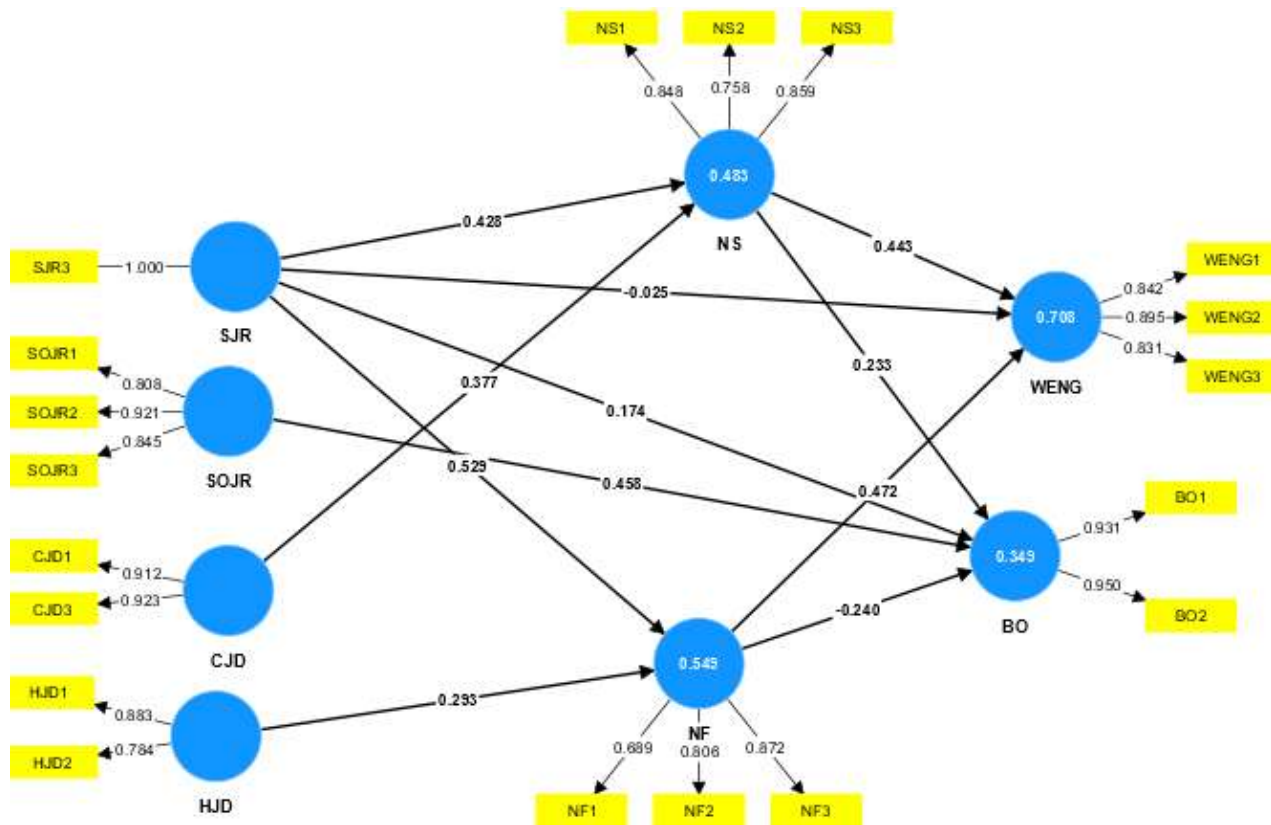 NS1
NS2
NS3
0.848
0.758
0.859
0.483
NS
0.428
0.443
SJR3
1.000
SJR
-0.025
WENG1
0.842
WENG2
0.895
0.708
WENG3
0.831
WENG
SOJR1
0.808
SOJR2
0.921
SOJR3
0.845
SOJR
0.377
0.233
0.174
0.529
0.458
0.472
BO1
0.931
0.349
0.950
BO2
BO
CJD1
0.912
CJD3
0.923
CJD
-0.240
0.545
NF
HJD1
0.883
HJD2
0.784
HJD
0.293
0.689
0.806
0.872
NF1
NF2
NF3